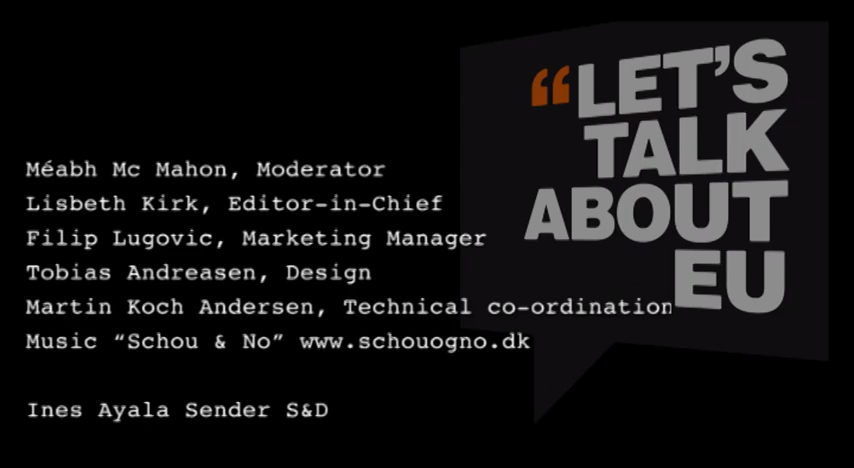 “LET’S
TALK
ABOUT
EU
Méabh Mc Mahon, Moderator
Lisbeth Kirk, Editor-in-Chief
Filip Lugovic, Marketing Manager
Tobias Andreasen, Design
Martin Koch Andersen, Technical co-ordination
Music “Schou & No” www.schouogno.dk
Ines Ayala Sender S&D